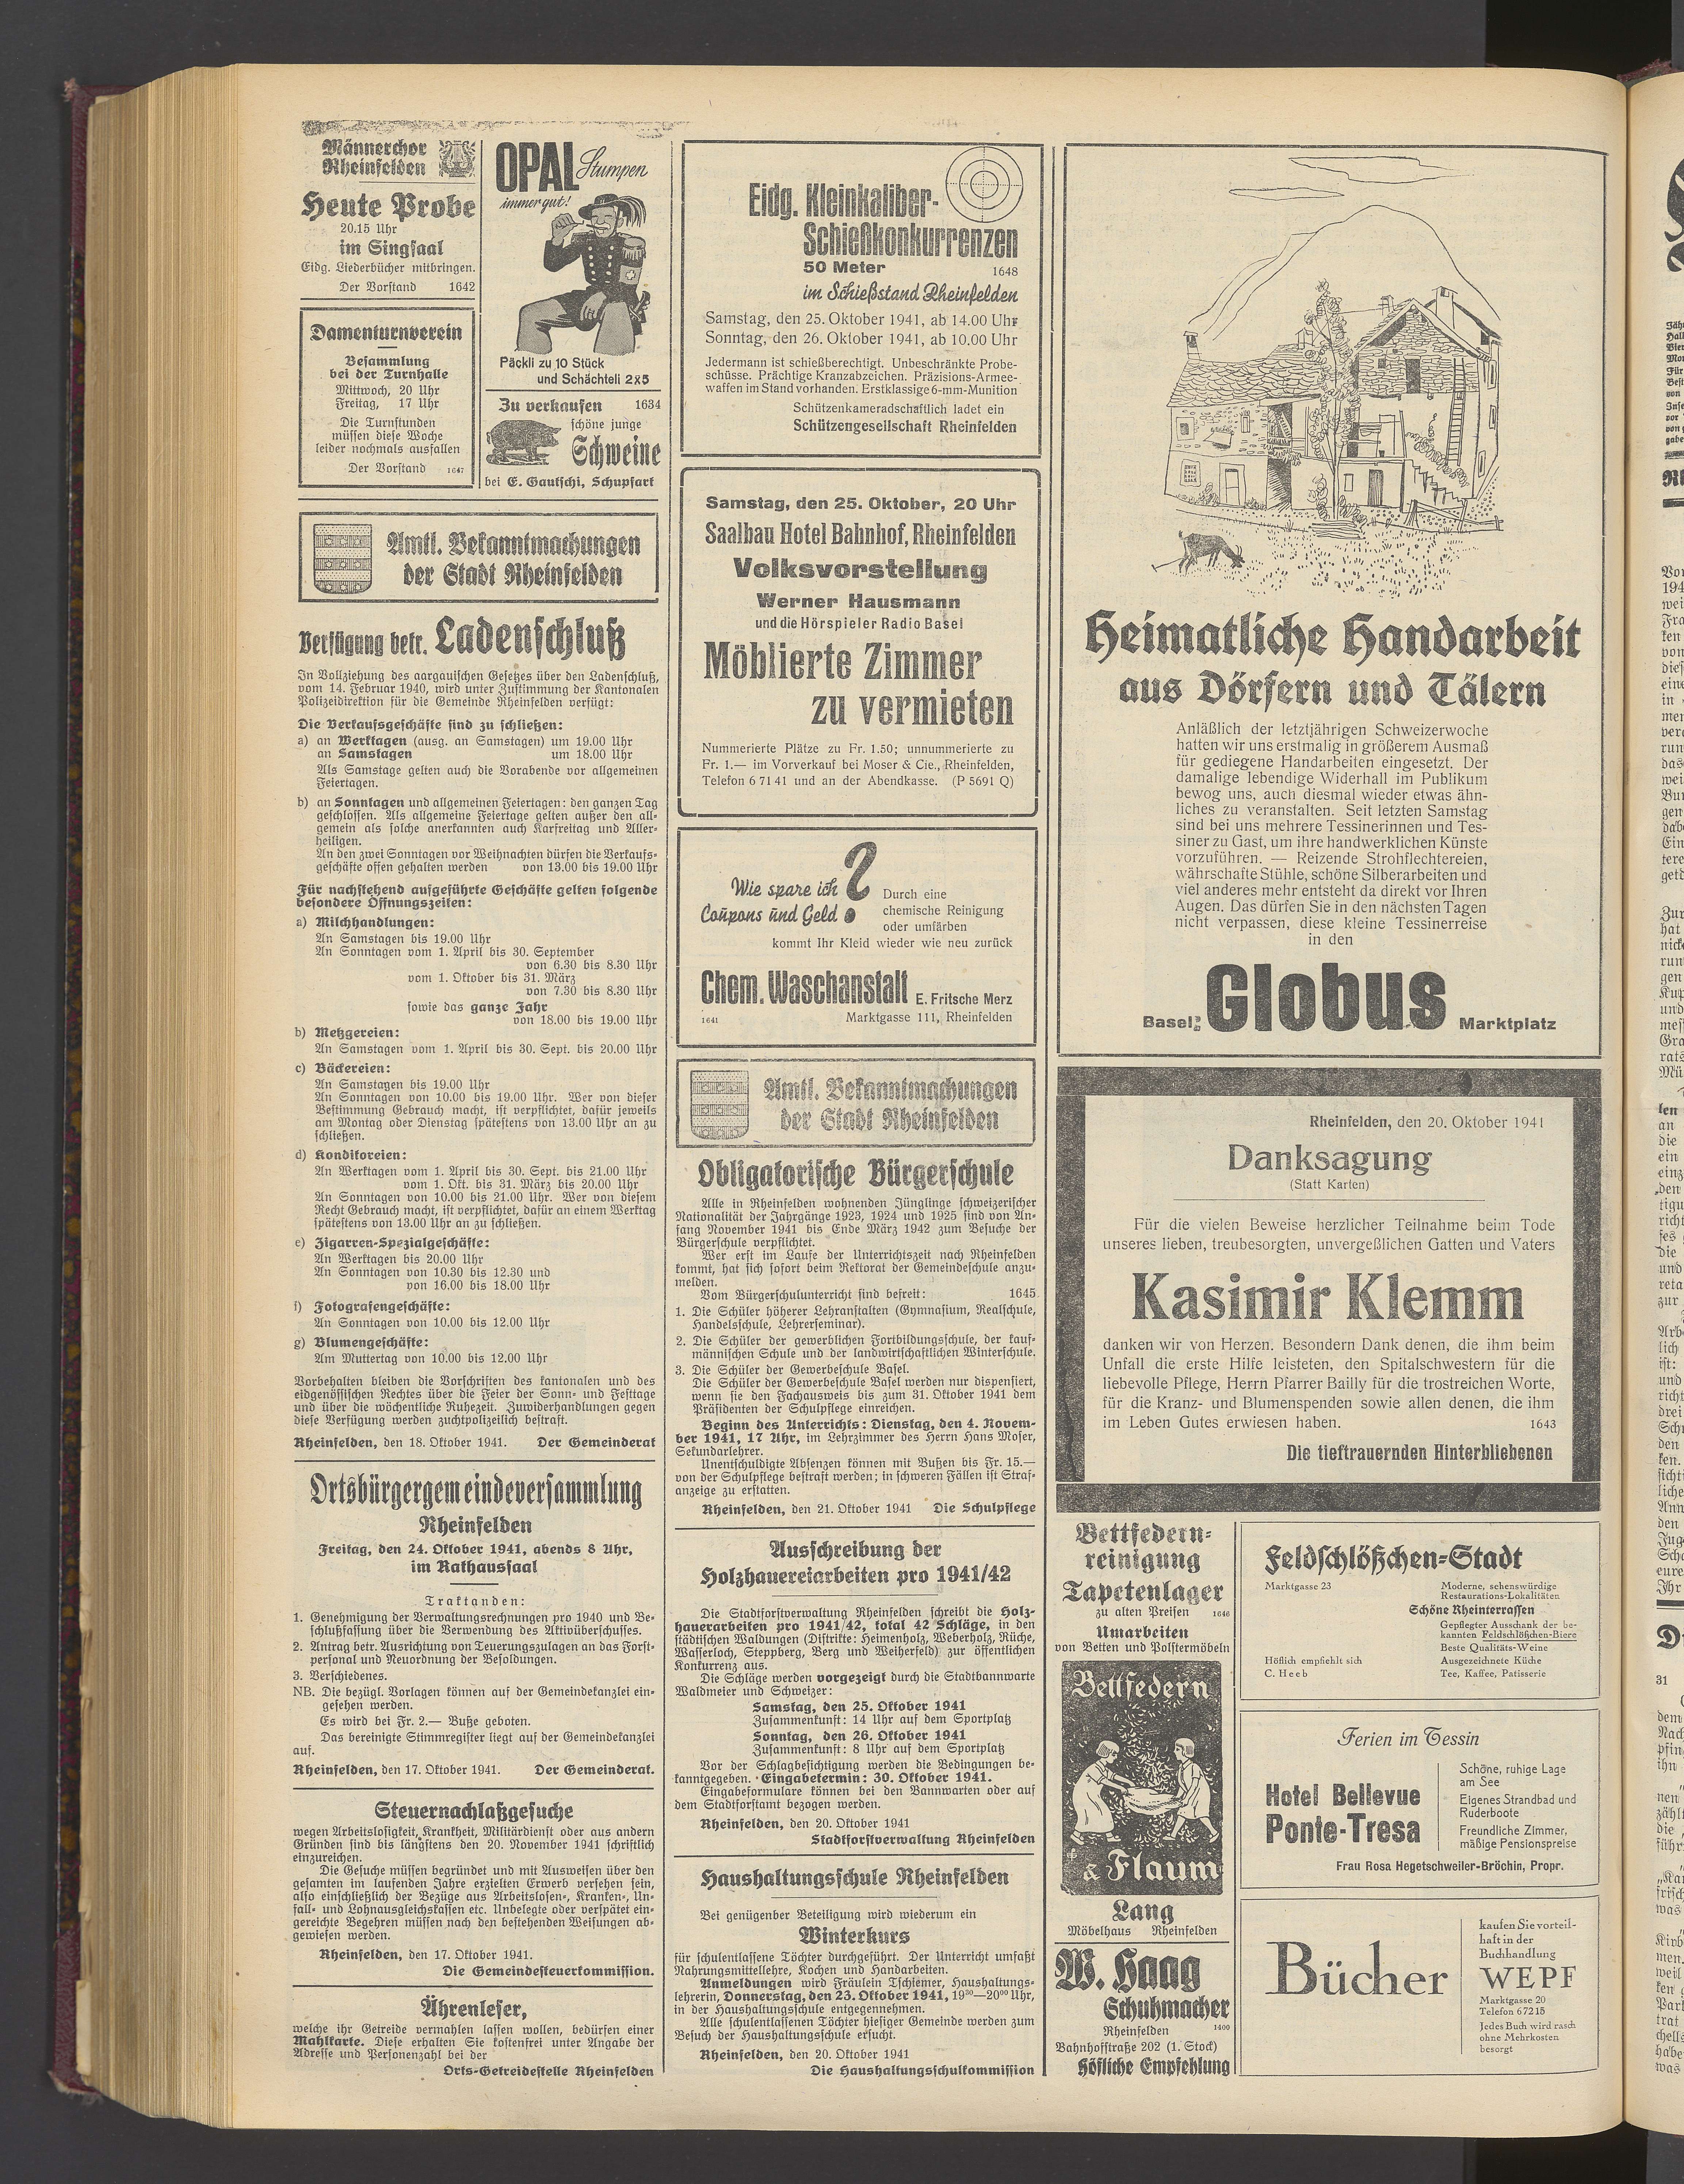 Männerchor
Rheinfelden
Heute Probe
20.15 Uhr
im Singsaal
Eidg. Liederbücher mitbringen.
Der Vorstand 1642
Damenturnverein
Besammlung
bei der Turnhalle
Mittwoch, 20 Uhr
Freitag, 17 Uhr
Die Turnstunden
müssen diese Woche
leider nochmals ausfallen
Der Vorstand 1647
OPAL Stumpen
immer gut!
Päckli zu 10 Stück
und Schächteli 2x5
Zu verkaufen 1634
schöne junge
Schweine
bei E. Gautschi, Schupfart
Amtl. Bekanntmachungen
der Stadt Rheinfelden
Verfügung betr. Ladenschluß
In Vollziehung des aargauischen Gesetzes über den Ladenschluß,
vom 14. Februar 1940, wird unter Zustimmung der Kantonalen
Polizeidirektion für die Gemeinde Rheinfelden verfügt:
Die Verkaufsgeschäfte sind zu schließen:
a) an Werktagen (ausg. an Samstagen) um 19.00 Uhr
an Samstagen um 18.00 Uhr
Als Samstage gelten auch die Vorabende vor allgemeinen
Feiertagen.
b) an Sonntagen und allgemeinen Feiertagen: den ganzen Tag
geschlossen. Als allgemeine Feiertage gelten außer den all-
gemein als solche anerkannten auch Karfreitag und Aller-
heiligen.
An den zwei Sonntagen vor Weihnachten dürfen die Verkaufs-
geschäfte offen gehalten werden von 13.00 bis 19.00 Uhr
Für nachstehend aufgeführte Geschäfte gelten folgende
besondere Öffnungszeiten:
a) Milchhandlungen:
An Samstagen bis 19.00 Uhr
An Sonntagen vom 1. April bis 30. September
von 6.30 bis 8.30 Uhr
vom 1. Oktober bis 31. März
von 7.30 bis 8.30 Uhr
sowie das ganze Jahr
von 18.00 bis 19.00 Uhr
b) Metzgereien:
An Samstagen vom 1. April bis 30. Sept. bis 20.00 Uhr
c) Bäckereien:
An Samstagen bis 19.00 Uhr
An Sonntagen von 10.00 bis 19.00 Uhr. Wer von dieser
Bestimmung Gebrauch macht, ist verpflichtet, dafür jeweils
am Montag oder Dienstag spätestens von 13.00 Uhr an zu
schließen.
d) Konditoreien:
An Werktagen vom 1. April bis 30. Sept. bis 21.00 Uhr
vom 1. Okt. bis 31. März bis 20.00 Uhr
An Sonntagen von 10.00 bis 21.00 Uhr. Wer von diesem
Recht Gebrauch macht, ist verpflichtet, dafür an einem Werktag
spätestens von 13.00 Uhr an zu schließen.
e) Zigarren-Spezialgeschäfte:
An Werktagen bis 20.00 Uhr
An Sonntagen von 10.30 bis 12.30 und
von 16.00 bis 18.00 Uhr
f) Fotografengeschäfte:
An Sonntagen von 10.00 bis 12.00 Uhr
g) Blumengeschäfte:
Am Muttertag von 10.00 bis 12.00 Uhr
Vorbehalten bleiben die Vorschriften des kantonalen und des
eidgenössischen Rechtes über die Feier der Sonn- und Festtage
und über die wöchentliche Ruhezeit. Zuwiderhandlungen gegen
diese Verfügung werden zuchtpolizeilich bestraft.
Rheinfelden, den 18. Oktober 1941. Der Gemeinderat
Ortsbürgergemeindeversammlung
Rheinfelden
Freitag, den 24. Oktober 1941, abends 8 Uhr,
im Rathaussaal
Traktanden:
1. Genehmigung der Verwaltungsrechnungen pro 1940 und Be-
schlußfassung über die Verwendung des Aktivüberschusses.
2. Antrag betr. Ausrichtung von Teuerungszulagen an das Forst-
personal und Neuordnung der Besoldungen.
3. Verschiedenes.
NB. Die bezügl. Vorlagen können auf der Gemeindekanzlei ein-
gesehen werden.
Es wird bei Fr. 2.— Buße geboten.
Das bereinigte Stimmregister liegt auf der Gemeindekanzlei
auf.
Rheinfelden, den 17. Oktober 1941. Der Gemeinderat.
Steuernachlaßgesuche
wegen Arbeitslosigkeit, Krankheit, Militärdienst oder aus andern
Gründen sind bis längstens den 20. November 1941 schriftlich
einzureichen.
Die Gesuche müssen begründet und mit Ausweisen über den
gesamten im laufenden Jahre erzielten Erwerb versehen sein,
also einschließlich der Bezüge aus Arbeitslosen-, Kranken-, Un-
fall- und Lohnausgleichskassen etc. Unbelegte oder verspätet ein-
gereichte Begehren müssen nach den bestehenden Weisungen ab-
gewiesen werden.
Rheinfelden, den 17. Oktober 1941.
Die Gemeindesteuerkommission.
Ährenleser,
welche ihr Getreide vermahlen lassen wollen, bedürfen einer
Mahlkarte. Diese erhalten Sie kostenfrei unter Angabe der
Adresse und Personenzahl bei der
Orts-Getreidestelle Rheinfelden
Eidg. Kleinkaliber-
Schießkonkurrenzen
50 Meter 1648
im Schießstand Rheinfelden
Samstag, den 25. Oktober 1941, ab 14.00 Uhr
Sonntag, den 26. Oktober 1941, ab 10.00 Uhr
Jedermann ist schießberechtigt. Unbeschränkte Probe-
schüsse. Prächtige Kranzabzeichen. Präzisions-Armee-
waffen im Stand vorhanden. Erstklassige 6-mm-Munition
Schützenkameradschaftlich ladet ein
Schützengesellschaft Rheinfelden
Samstag, den 25. Oktober, 20 Uhr
Saalbau Hotel Bahnhof, Rheinfelden
Volksvorstellung
Werner Hausmann
und die Hörspieler Radio Basel
Möblierte Zimmer
zu vermieten
Nummerierte Plätze zu Fr. 1.50; unnummerierte zu
Fr. 1.— im Vorverkauf bei Moser & Cie., Rheinfelden,
Telefon 6 71 41 und an der Abendkasse. (P 5691 Q)
Wie spare ich
Coupons und Geld ?
Durch eine
chemische Reinigung
oder umfärben
kommt Ihr Kleid wieder wie neu zurück
Chem. Waschanstalt E. Fritsche Merz
1641 Marktgasse 111, Rheinfelden
Amtl. Bekanntmachungen
der Stadt Rheinfelden
Obligatorische Bürgerschule
Alle in Rheinfelden wohnenden Jünglinge schweizerischer
Nationalität der Jahrgänge 1923, 1924 und 1925 sind von An-
fang November 1941 bis Ende März 1942 zum Besuche der
Bürgerschule verpflichtet.
Wer erst im Laufe der Unterrichtszeit nach Rheinfelden
kommt, hat sich sofort beim Rektorat der Gemeindeschule anzu-
melden.
Vom Bürgerschulunterricht sind befreit: 1645
1. Die Schüler höherer Lehranstalten (Gymnasium, Realschule,
Handelsschule, Lehrerseminar).
2. Die Schüler der gewerblichen Fortbildungsschule, der kauf-
männischen Schule und der landwirtschaftlichen Winterschule.
3. Die Schüler der Gewerbeschule Basel.
Die Schüler der Gewerbeschule Basel werden nur dispensiert,
wenn sie den Fachausweis bis zum 31. Oktober 1941 dem
Präsidenten der Schulpflege einreichen.
Beginn des Unterrichts: Dienstag, den 4. Novem-
ber 1941, 17 Uhr, im Lehrzimmer des Herrn Hans Moser,
Sekundarlehrer.
Unentschuldigte Absenzen können mit Bußen bis Fr. 15.—
von der Schulpflege bestraft werden; in schweren Fällen ist Straf-
anzeige zu erstatten.
Rheinfelden, den 21. Oktober 1941 Die Schulpflege
Ausschreibung der
Holzhauereiarbeiten pro 1941/42
Die Stadtforstverwaltung Rheinfelden schreibt die Holz-
hauerarbeiten pro 1941/42, total 42 Schläge, in den
städtischen Waldungen (Distrikte: Heimenholz, Weberholz, Rüche,
Wasserloch, Steppberg, Berg und Weiherfeld) zur öffentlichen
Konkurrenz aus.
Die Schläge werden vorgezeigt durch die Stadtbannwarte
Waldmeier und Schweizer:
Samstag, den 25. Oktober 1941
Zusammenkunft: 14 Uhr auf dem Sportplatz
Sonntag, den 26. Oktober 1941
Zusammenkunft: 8 Uhr auf dem Sportplatz
Vor der Schlagbesichtigung werden die Bedingungen be-
kanntgegeben. Eingabetermin: 30. Oktober 1941.
Eingabeformulare können bei den Bannwarten oder auf
dem Stadtforstamt bezogen werden.
Rheinfelden, den 20. Oktober 1941
Stadtforstverwaltung Rheinfelden
Haushaltungsschule Rheinfelden
Bei genügender Beteiligung wird wiederum ein
Winterkurs
für schulentlassene Töchter durchgeführt. Der Unterricht umfaßt
Nahrungsmittellehre, Kochen und Handarbeiten.
Anmeldungen wird Fräulein Tschiemer, Haushaltungs-
lehrerin, Donnerstag, den 23. Oktober 1941, 19³⁰—20⁰⁰ Uhr,
in der Haushaltungsschule entgegennehmen.
Alle schulentlassenen Töchter hiesiger Gemeinde werden zum
Besuch der Haushaltungsschule ersucht.
Rheinfelden, den 20. Oktober 1941
Die Haushaltungsschulkommission
Heimatliche Handarbeit
aus Dörfern und Tälern
Anläßlich der letztjährigen Schweizerwoche
hatten wir uns erstmalig in größerem Ausmaß
für gediegene Handarbeiten eingesetzt. Der
damalige lebendige Widerhall im Publikum
bewog uns, auch diesmal wieder etwas ähn-
liches zu veranstalten. Seit letzten Samstag
sind bei uns mehrere Tessinerinnen und Tes-
siner zu Gast, um ihre handwerklichen Künste
vorzuführen. — Reizende Strohflechtereien,
währschafte Stühle, schöne Silberarbeiten und
viel anderes mehr entsteht da direkt vor Ihren
Augen. Das dürfen Sie in den nächsten Tagen
nicht verpassen, diese kleine Tessinerreise
in den
Basel: Globus Marktplatz
Rheinfelden, den 20. Oktober 1941
Danksagung
(Statt Karten)
Für die vielen Beweise herzlicher Teilnahme beim Tode
unseres lieben, treubesorgten, unvergeßlichen Gatten und Vaters
Kasimir Klemm
danken wir von Herzen. Besondern Dank denen, die ihm beim
Unfall die erste Hilfe leisteten, den Spitalschwestern für die
liebevolle Pflege, Herrn Pfarrer Bailly für die trostreichen Worte,
für die Kranz- und Blumenspenden sowie allen denen, die ihm
im Leben Gutes erwiesen haben. 1643
Die tieftrauernden Hinterbliebenen
Bettfedern-
reinigung
Tapetenlager
zu alten Preisen 1646
Umarbeiten
von Betten und Polstermöbeln
Bettfedern
& Flaum
Lang
Möbelhaus Rheinfelden
W. Haag
Schuhmacher
Rheinfelden 1400
Bahnhofstraße 202 (1. Stock)
Höfliche Empfehlung
Feldschlößchen-Stadt
Marktgasse 23
Moderne, sehenswürdige
Restaurations-Lokalitäten
Schöne Rheinterrassen
Gepflegter Ausschank der be-
kannten Feldschlößchen-Biere
Beste Qualitäts-Weine
Höflich empfiehlt sich Ausgezeichnete Küche
C. Heeb Tee, Kaffee, Patisserie
Ferien im Tessin
Hotel Bellevue
Ponte-Tresa
Schöne, ruhige Lage
am See
Eigenes Strandbad und
Ruderboote
Freundliche Zimmer,
mäßige Pensionspreise
Frau Rosa Hegetschweiler-Bröchin, Propr.
Bücher
kaufen Sie vorteil-
haft in der
Buchhandlung
WEPF
Marktgasse 20
Telefon 6 72 15
Jedes Buch wird rasch
ohne Mehrkosten
besorgt